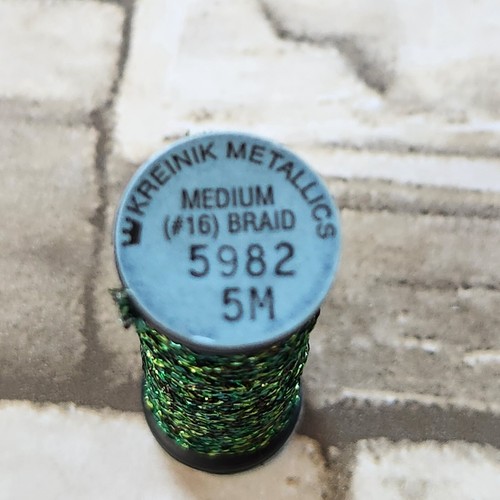 KREINIK METALLICS
MEDIUM
(#16) BRAID
5982
5M